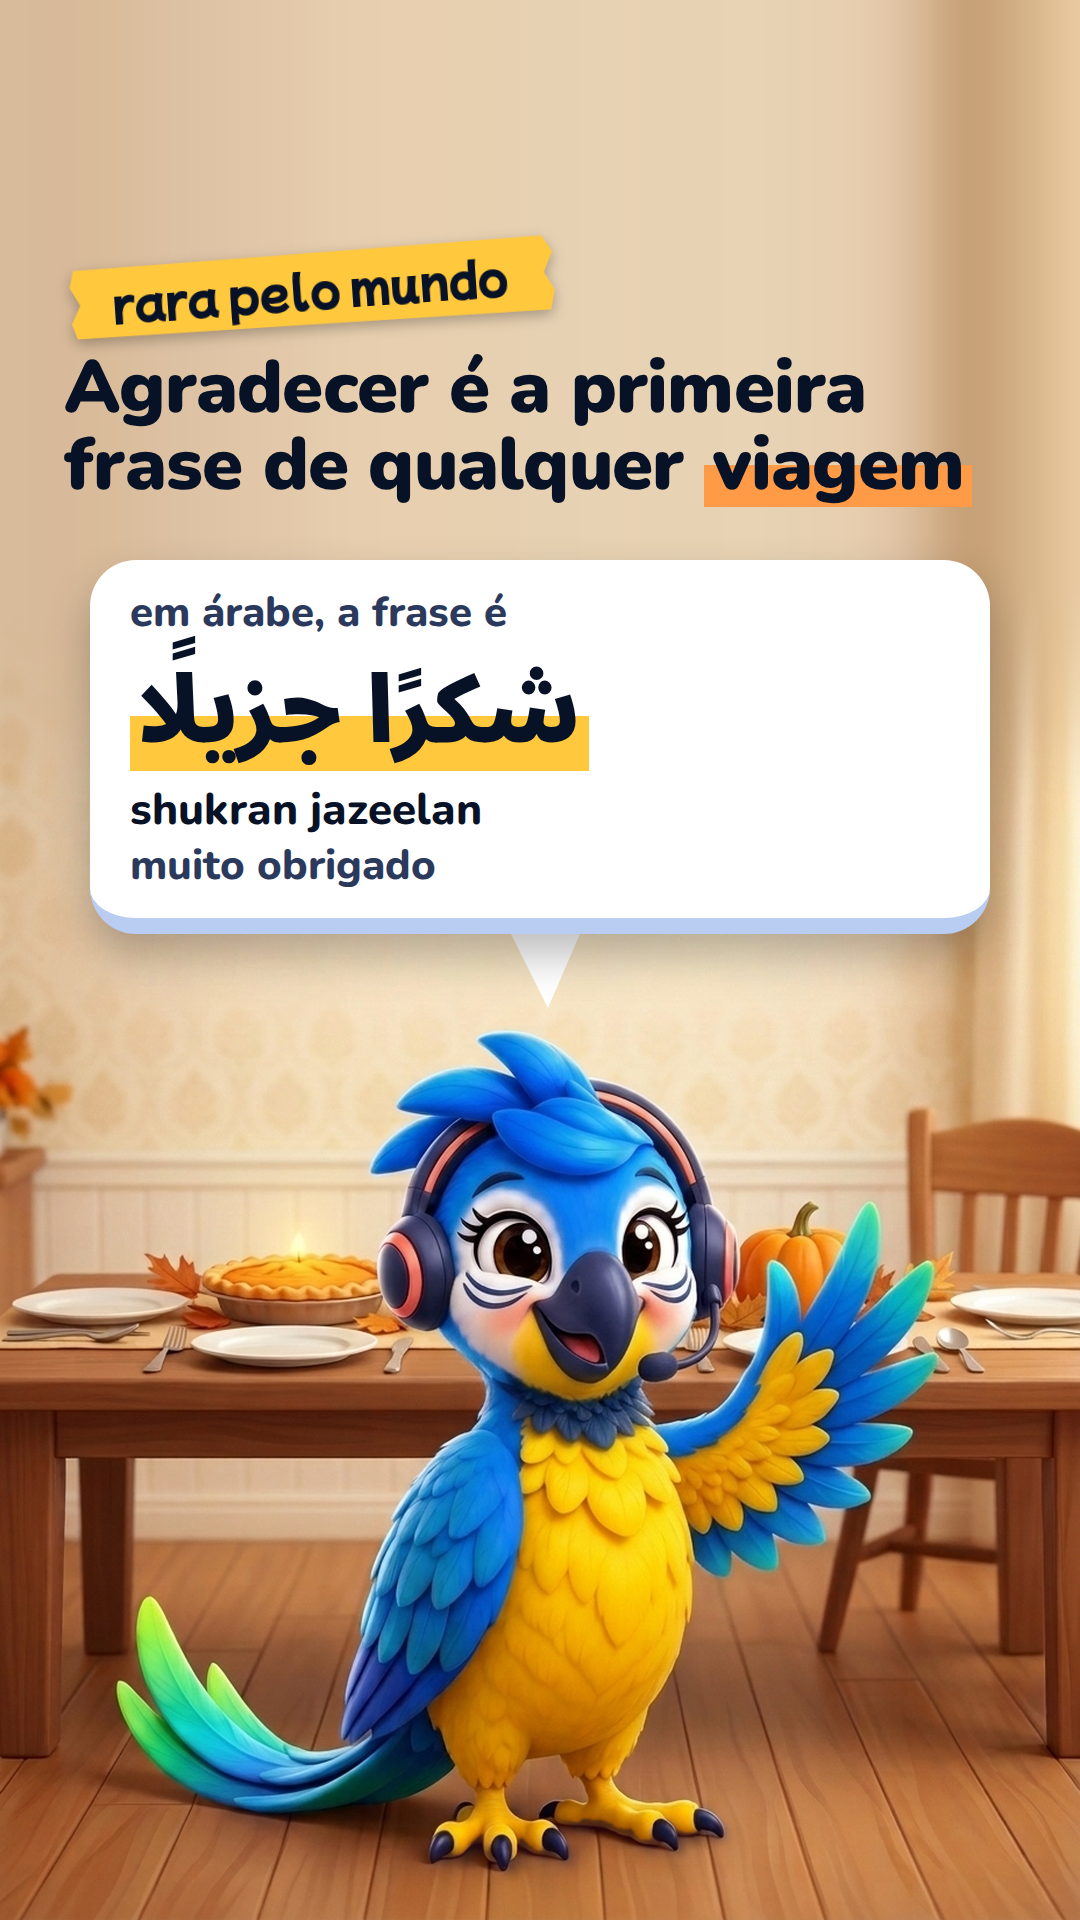 rara pelo mundo
Agradecer é a primeira
frase de qualquer viagem
em árabe, a frase é
شكرًا جزيلًا
shukran jazeelan
muito obrigado